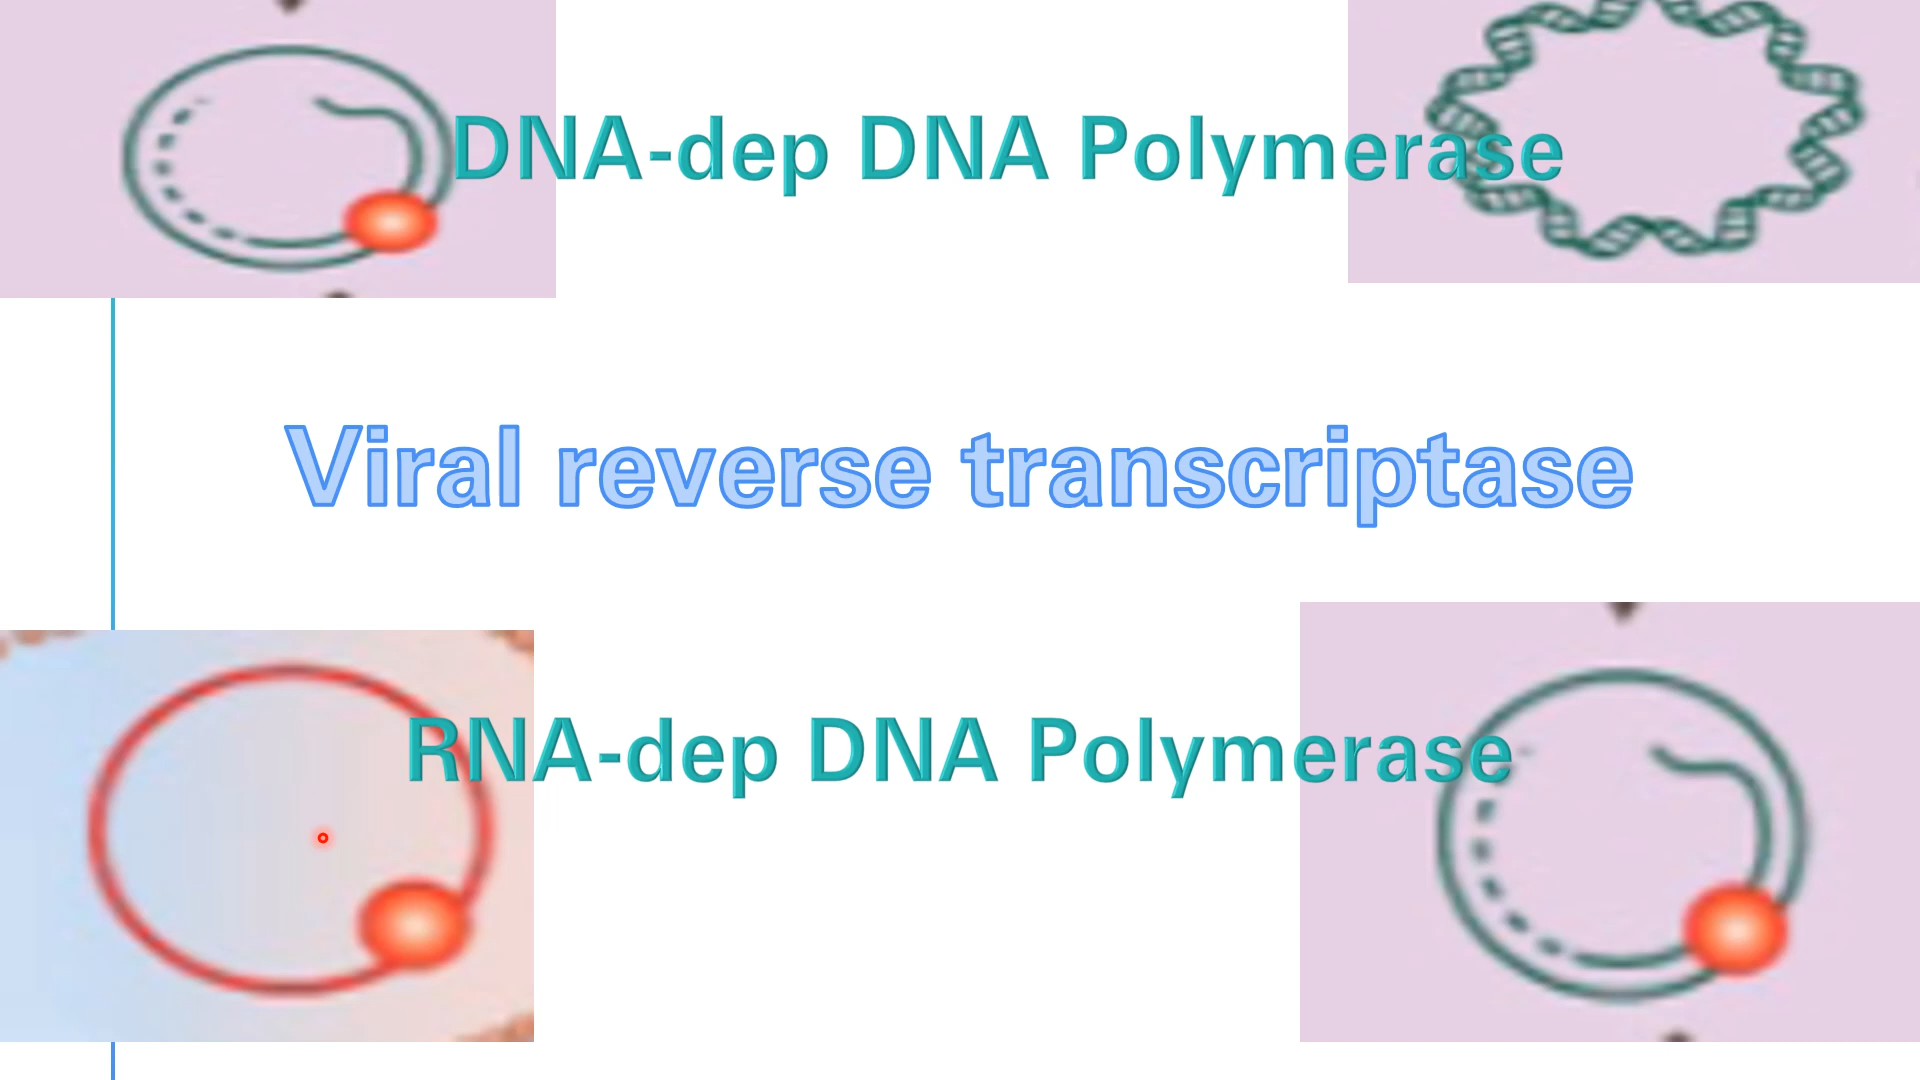 DNA-dep DNA Polymerase
Viral reverse transcriptase
RNA-dep DNA Polymerase